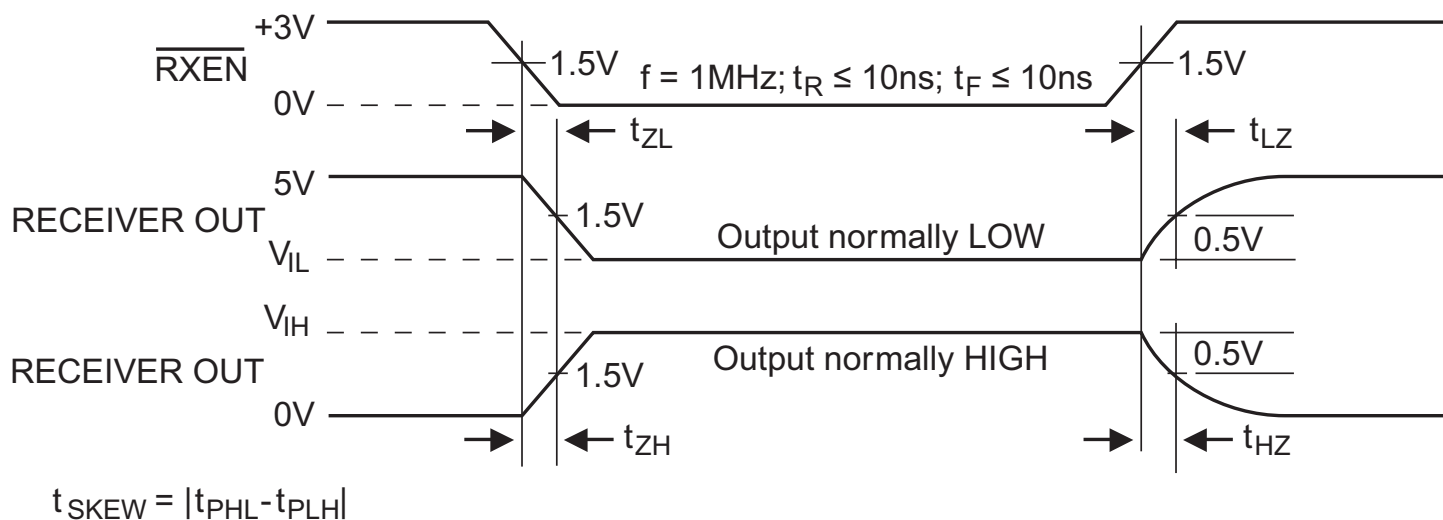 +3V
RXEN
1.5V
f = 1MHz; tR ≤ 10ns; tF ≤ 10ns
1.5V
0V
tZL
tLZ
5V
RECEIVER OUT
1.5V
Output normally LOW
0.5V
VIL
VIH
RECEIVER OUT
1.5V
Output normally HIGH
0.5V
0V
tZH
tHZ
tSKEW = |tPHL-tPLH|